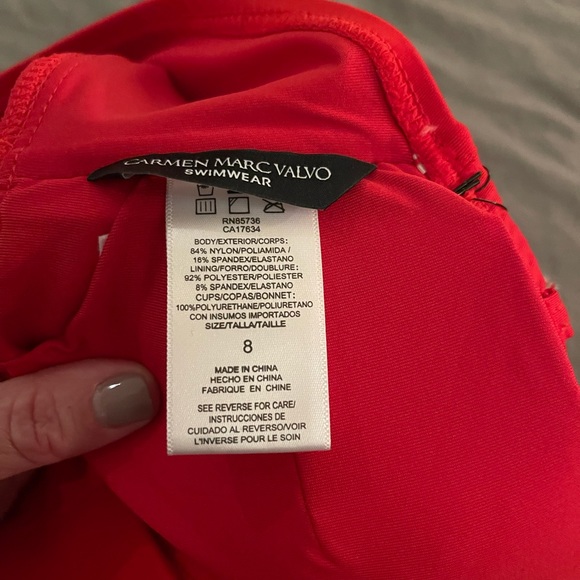 CARMEN MARC VALVO
SWIMWEAR
RN85736
CA17634
BODY/EXTERIOR/CORPS:
84% NYLON/POLIAMIDA /
16% SPANDEX/ELASTANO
LINING/FORRO/DOUBLURE:
92% POLYESTER/POLIESTER
8% SPANDEX/ELASTANO
CUPS/COPAS/BONNET:
100%POLYURETHANE/POLIURETANO
CON INSUMOS IMPORTADOS
SIZE/TALLA/TAILLE
8
MADE IN CHINA
HECHO EN CHINA
FABRIQUE EN CHINE
SEE REVERSE FOR CARE/
INSTRUCCIONES DE
CUIDADO AL REVERSO/VOIR
L'INVERSE POUR LE SOIN